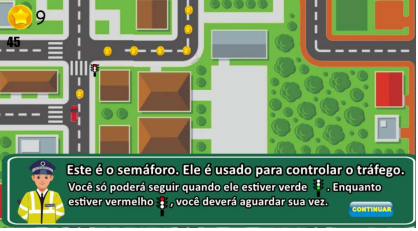 9
45
Este é o semáforo. Ele é usado para controlar o tráfego.
Você só poderá seguir quando ele estiver verde . Enquanto
estiver vermelho , você deverá aguardar sua vez.
CONTINUAR